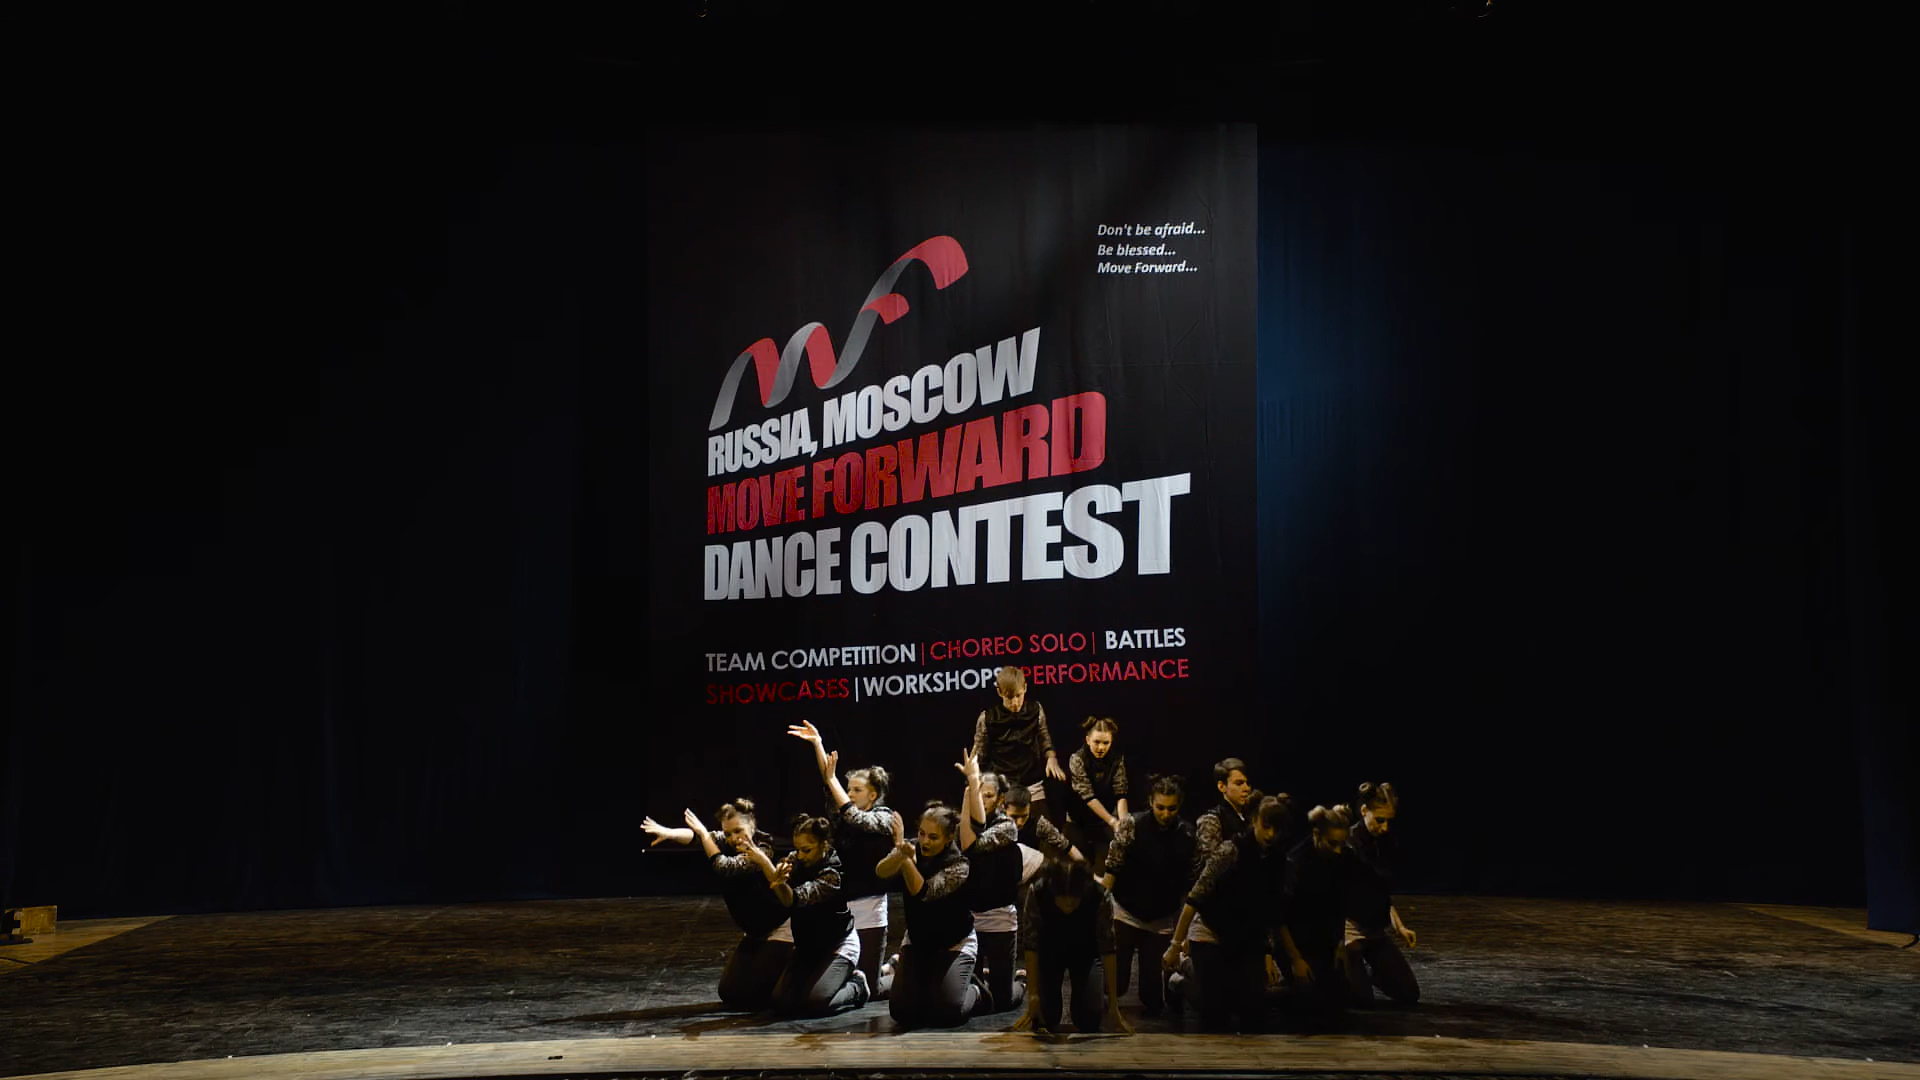 Don't be afraid...
Be blessed...
Move Forward...
RUSSIA, MOSCOW
MOVE FORWARD
DANCE CONTEST
TEAM COMPETITION | CHOREO SOLO | BATTLES
SHOWCASES | WORKSHOPS PERFORMANCE